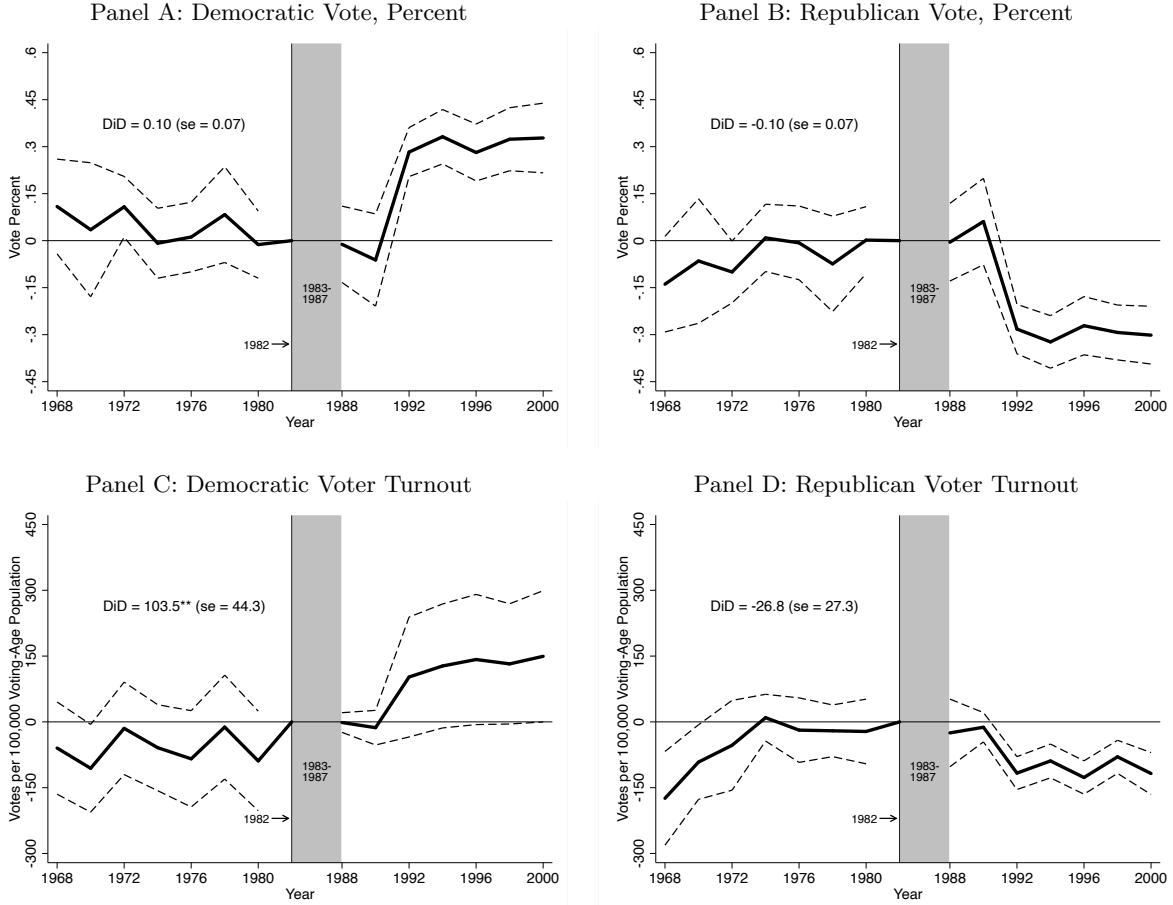 Panel A: Democratic Vote, Percent
Vote Percent
.6
.45
.3
.15
0
-.15
-.3
-.45
DiD = 0.10 (se = 0.07)
1983-
1987
1982
1968 1972 1976 1980 1988 1992 1996 2000
Year
Panel B: Republican Vote, Percent
Vote Percent
.6
.45
.3
.15
0
-.15
-.3
-.45
DiD = -0.10 (se = 0.07)
1983-
1987
1982
1968 1972 1976 1980 1988 1992 1996 2000
Year
Panel C: Democratic Voter Turnout
Votes per 100,000 Voting-Age Population
450
300
150
0
-150
-300
DiD = 103.5** (se = 44.3)
1983-
1987
1982
1968 1972 1976 1980 1988 1992 1996 2000
Year
Panel D: Republican Voter Turnout
Votes per 100,000 Voting-Age Population
450
300
150
0
-150
-300
DiD = -26.8 (se = 27.3)
1983-
1987
1982
1968 1972 1976 1980 1988 1992 1996 2000
Year